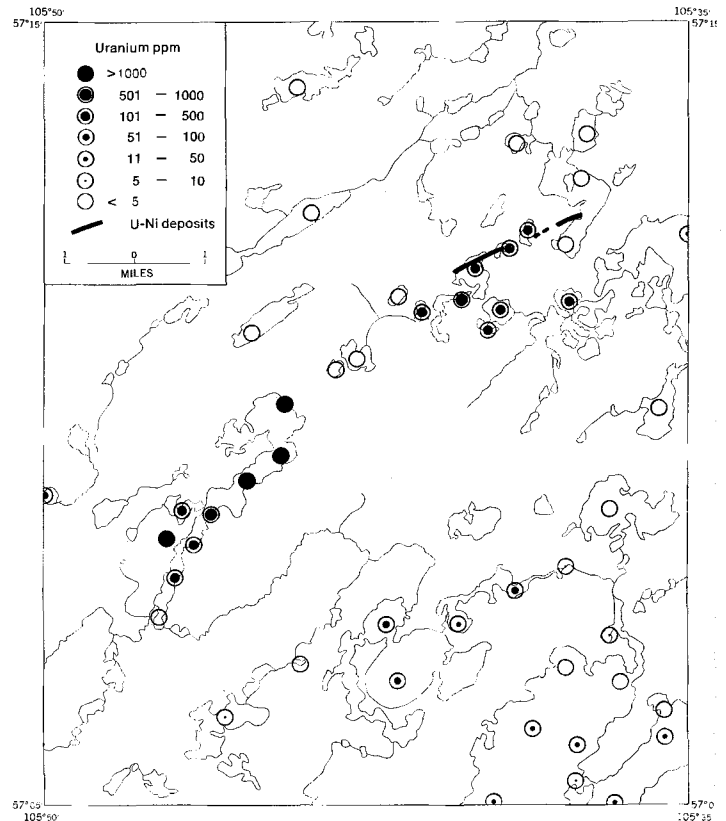 105°50' 105°35'
57°15' 57°15'
Uranium ppm
>1000
501 – 1000
101 – 500
51 – 100
11 – 50
5 – 10
< 5
U-Ni deposits
1 0 1
MILES
57°05' 57°0
105°50' 105°35